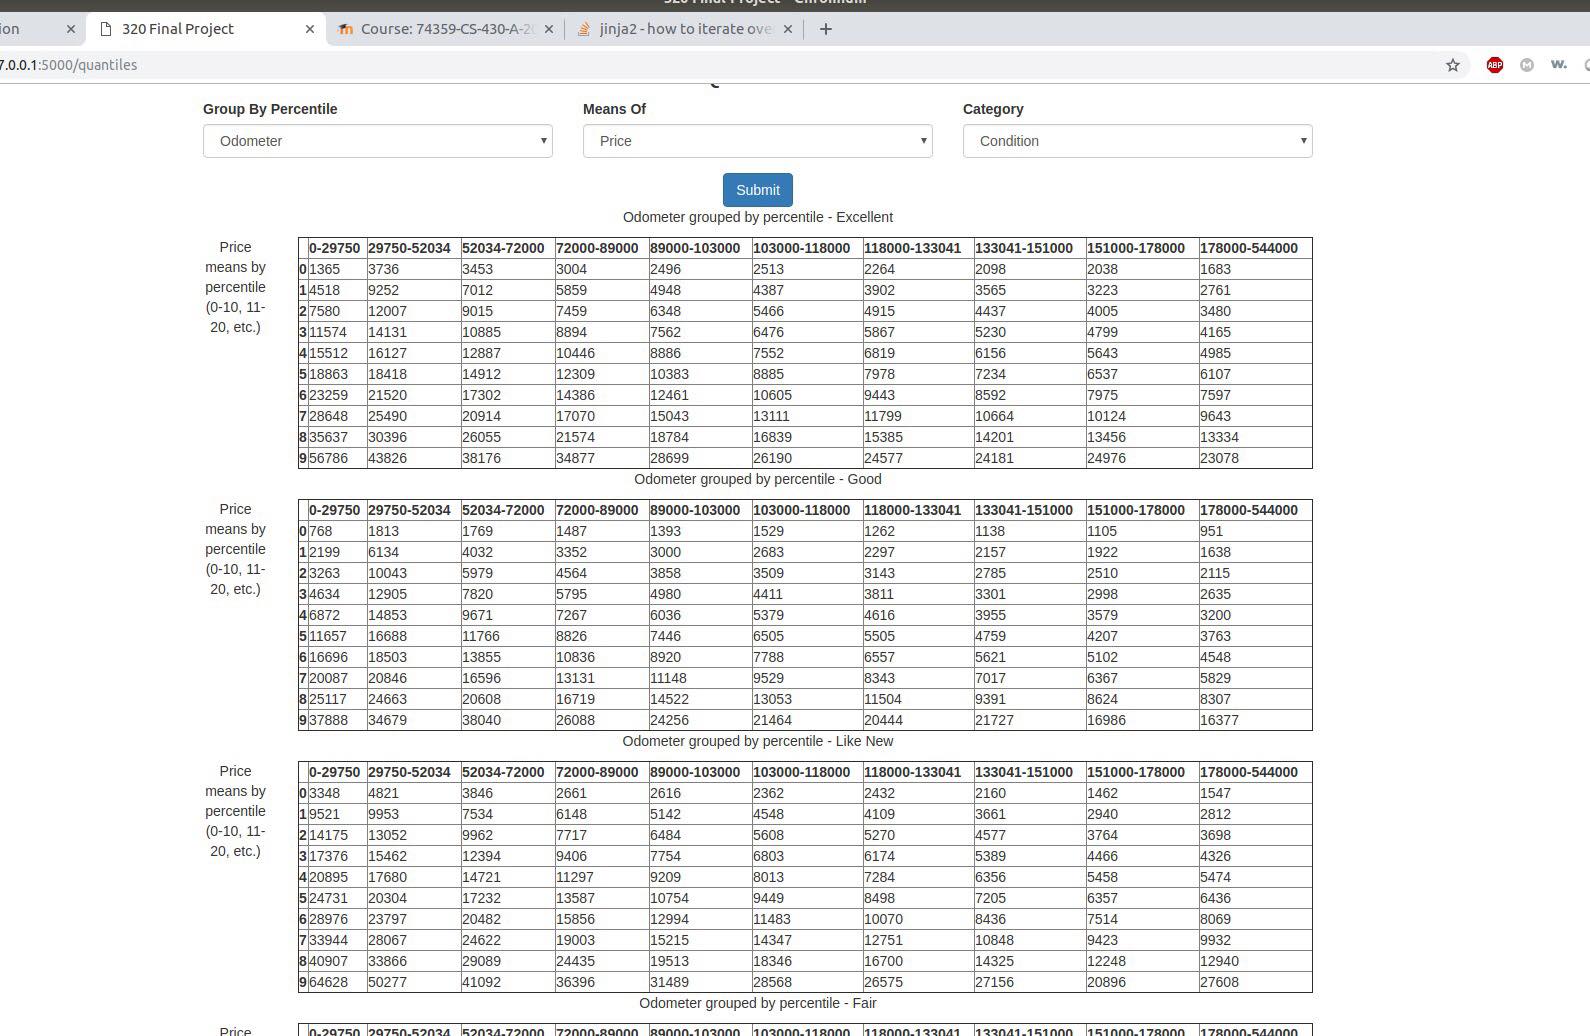 320 Final Project - Chromium
ion
320 Final Project
Course: 74359-CS-430-A-20
jinja2 - how to iterate ove
7.0.0.1:5000/quantiles
ABP
M
w.
Group By Percentile Means Of Category
Odometer Price Condition
Submit
Odometer grouped by percentile - Excellent
Price
means by
percentile
(0-10, 11-
20, etc.)
0-29750 29750-52034 52034-72000 72000-89000 89000-103000 103000-118000 118000-133041 133041-151000 151000-178000 178000-544000
0 1365 3736 3453 3004 2496 2513 2264 2098 2038 1683
1 4518 9252 7012 5859 4948 4387 3902 3565 3223 2761
2 7580 12007 9015 7459 6348 5466 4915 4437 4005 3480
3 11574 14131 10885 8894 7562 6476 5867 5230 4799 4165
4 15512 16127 12887 10446 8886 7552 6819 6156 5643 4985
5 18863 18418 14912 12309 10383 8885 7978 7234 6537 6107
6 23259 21520 17302 14386 12461 10605 9443 8592 7975 7597
7 28648 25490 20914 17070 15043 13111 11799 10664 10124 9643
8 35637 30396 26055 21574 18784 16839 15385 14201 13456 13334
9 56786 43826 38176 34877 28699 26190 24577 24181 24976 23078
Odometer grouped by percentile - Good
Price
means by
percentile
(0-10, 11-
20, etc.)
0-29750 29750-52034 52034-72000 72000-89000 89000-103000 103000-118000 118000-133041 133041-151000 151000-178000 178000-544000
0 768 1813 1769 1487 1393 1529 1262 1138 1105 951
1 2199 6134 4032 3352 3000 2683 2297 2157 1922 1638
2 3263 10043 5979 4564 3858 3509 3143 2785 2510 2115
3 4634 12905 7820 5795 4980 4411 3811 3301 2998 2635
4 6872 14853 9671 7267 6036 5379 4616 3955 3579 3200
5 11657 16688 11766 8826 7446 6505 5505 4759 4207 3763
6 16696 18503 13855 10836 8920 7788 6557 5621 5102 4548
7 20087 20846 16596 13131 11148 9529 8343 7017 6367 5829
8 25117 24663 20608 16719 14522 13053 11504 9391 8624 8307
9 37888 34679 38040 26088 24256 21464 20444 21727 16986 16377
Odometer grouped by percentile - Like New
Price
means by
percentile
(0-10, 11-
20, etc.)
0-29750 29750-52034 52034-72000 72000-89000 89000-103000 103000-118000 118000-133041 133041-151000 151000-178000 178000-544000
0 3348 4821 3846 2661 2616 2362 2432 2160 1462 1547
1 9521 9953 7534 6148 5142 4548 4109 3661 2940 2812
2 14175 13052 9962 7717 6484 5608 5270 4577 3764 3698
3 17376 15462 12394 9406 7754 6803 6174 5389 4466 4326
4 20895 17680 14721 11297 9209 8013 7284 6356 5458 5474
5 24731 20304 17232 13587 10754 9449 8498 7205 6357 6436
6 28976 23797 20482 15856 12994 11483 10070 8436 7514 8069
7 33944 28067 24622 19003 15215 14347 12751 10848 9423 9932
8 40907 33866 29089 24435 19513 18346 16700 14325 12248 12940
9 64628 50277 41092 36396 31489 28568 26575 27156 20896 27608
Odometer grouped by percentile - Fair
Price
0-29750 29750-52034 52034-72000 72000-89000 89000-103000 103000-118000 118000-133041 133041-151000 151000-178000 178000-544000